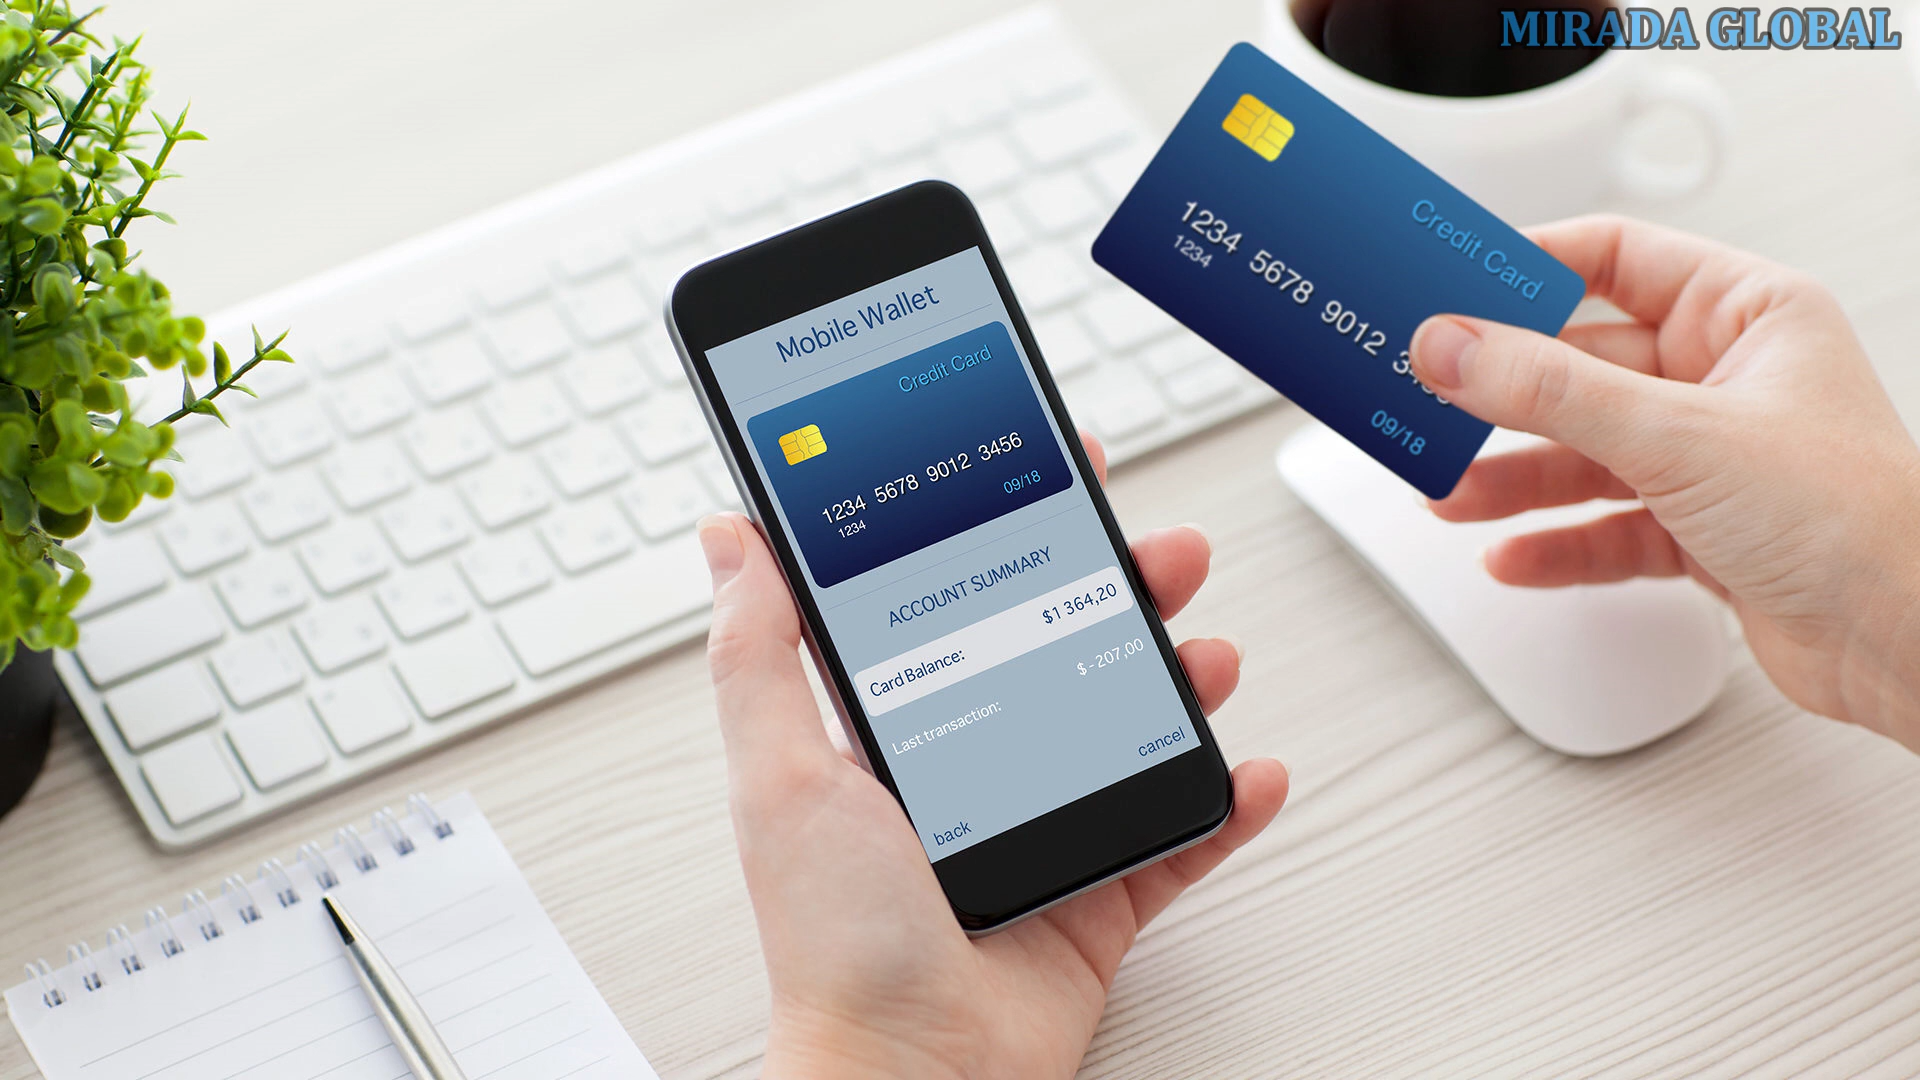 MIRADA GLOBAL
Mobile Wallet
Credit Card
1234 5678 9012 3456
1234
09/18
ACCOUNT SUMMARY
Card Balance: $1 364,20
Last transaction: $-207,00
back cancel
Credit Card
1234 5678 9012
1234
09/18